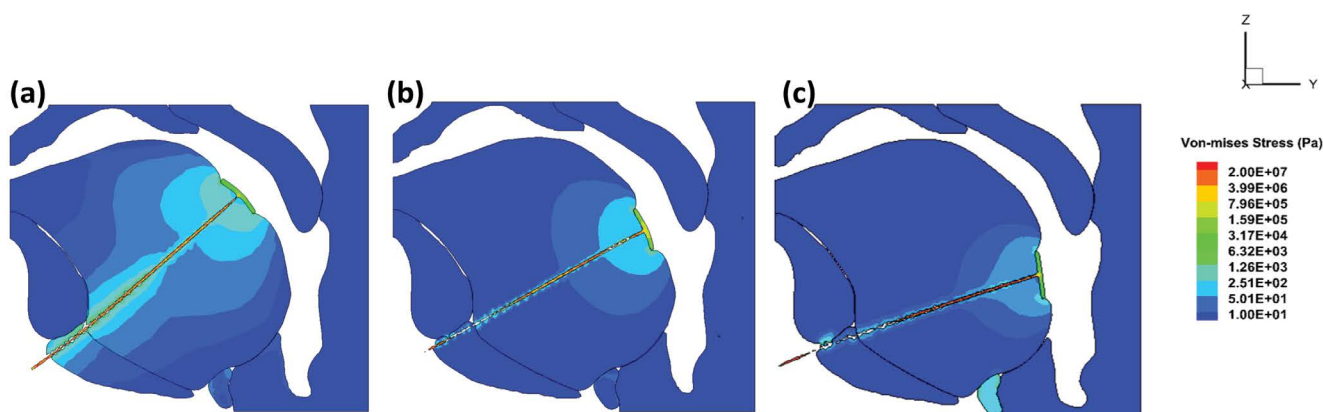 (a)
(b)
(c)
Z
X
Y
Von-mises Stress (Pa)
2.00E+07
3.99E+06
7.96E+05
1.59E+05
3.17E+04
6.32E+03
1.26E+03
2.51E+02
5.01E+01
1.00E+01